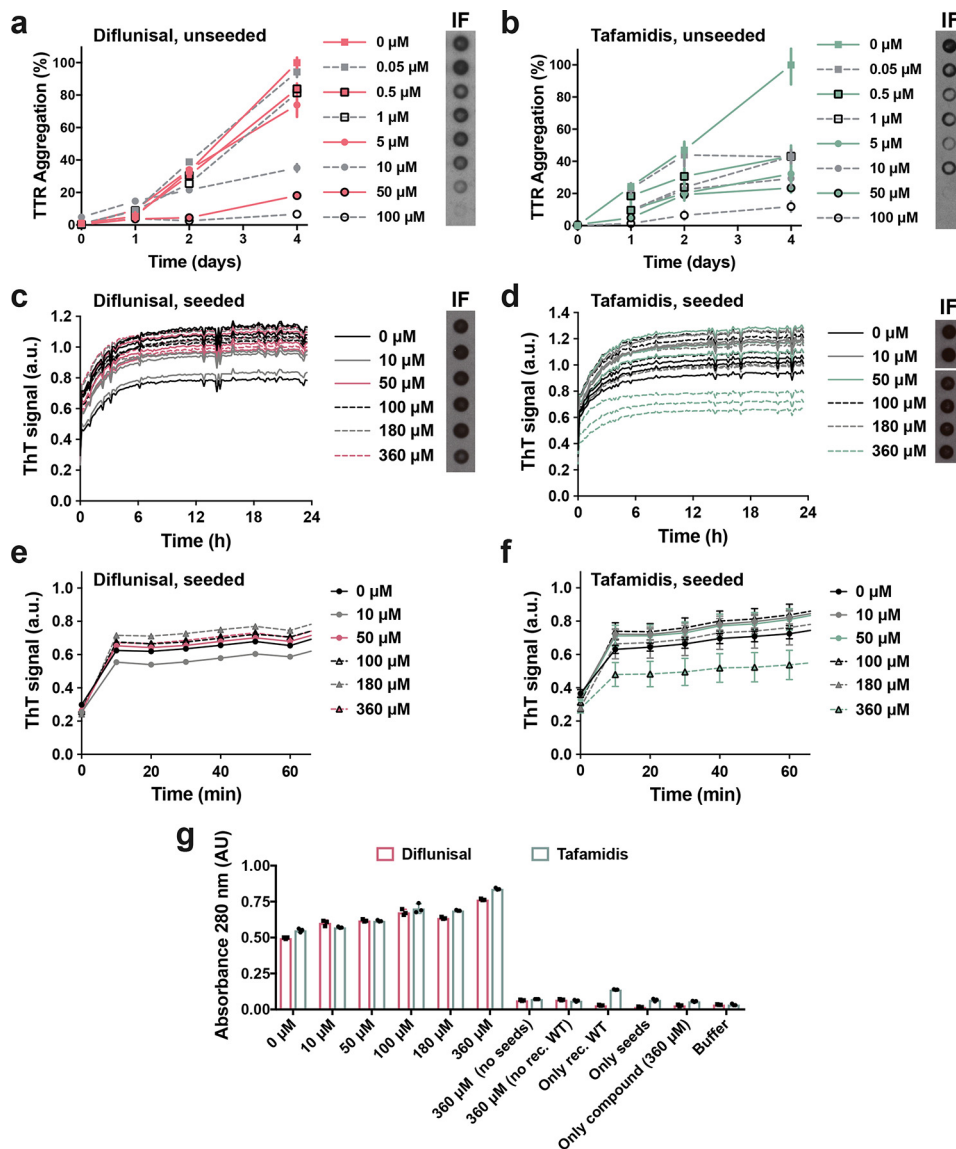 a
Diflunisal, unseeded
IF
TTR Aggregation (%)
120
100
80
60
40
20
0
0
1
2
3
4
Time (days)
0 µM
0.05 µM
0.5 µM
1 µM
5 µM
10 µM
50 µM
100 µM
b
Tafamidis, unseeded
IF
TTR Aggregation (%)
120
100
80
60
40
20
0
0
1
2
3
4
Time (days)
0 µM
0.05 µM
0.5 µM
1 µM
5 µM
10 µM
50 µM
100 µM
c
Diflunisal, seeded
IF
ThT signal (a.u.)
1.2
1.0
0.8
0.6
0.4
0.2
0.0
0
6
12
18
24
Time (h)
0 µM
10 µM
50 µM
100 µM
180 µM
360 µM
d
Tafamidis, seeded
IF
ThT signal (a.u.)
1.4
1.2
1.0
0.8
0.6
0.4
0.2
0.0
0
6
12
18
24
Time (h)
0 µM
10 µM
50 µM
100 µM
180 µM
360 µM
e
Diflunisal, seeded
ThT signal (a.u.)
1.0
0.8
0.6
0.4
0.2
0.0
0
20
40
60
Time (min)
0 µM
10 µM
50 µM
100 µM
180 µM
360 µM
f
Tafamidis, seeded
ThT signal (a.u.)
1.0
0.8
0.6
0.4
0.2
0.0
0
20
40
60
Time (min)
0 µM
10 µM
50 µM
100 µM
180 µM
360 µM
g
Diflunisal
Tafamidis
Absorbance 280 nm (AU)
1.00
0.75
0.50
0.25
0.00
0 µM
10 µM
50 µM
100 µM
180 µM
360 µM
360 µM (no seeds)
360 µM (no rec. WT)
Only rec. WT
Only seeds
Only compound (360 µM)
Buffer